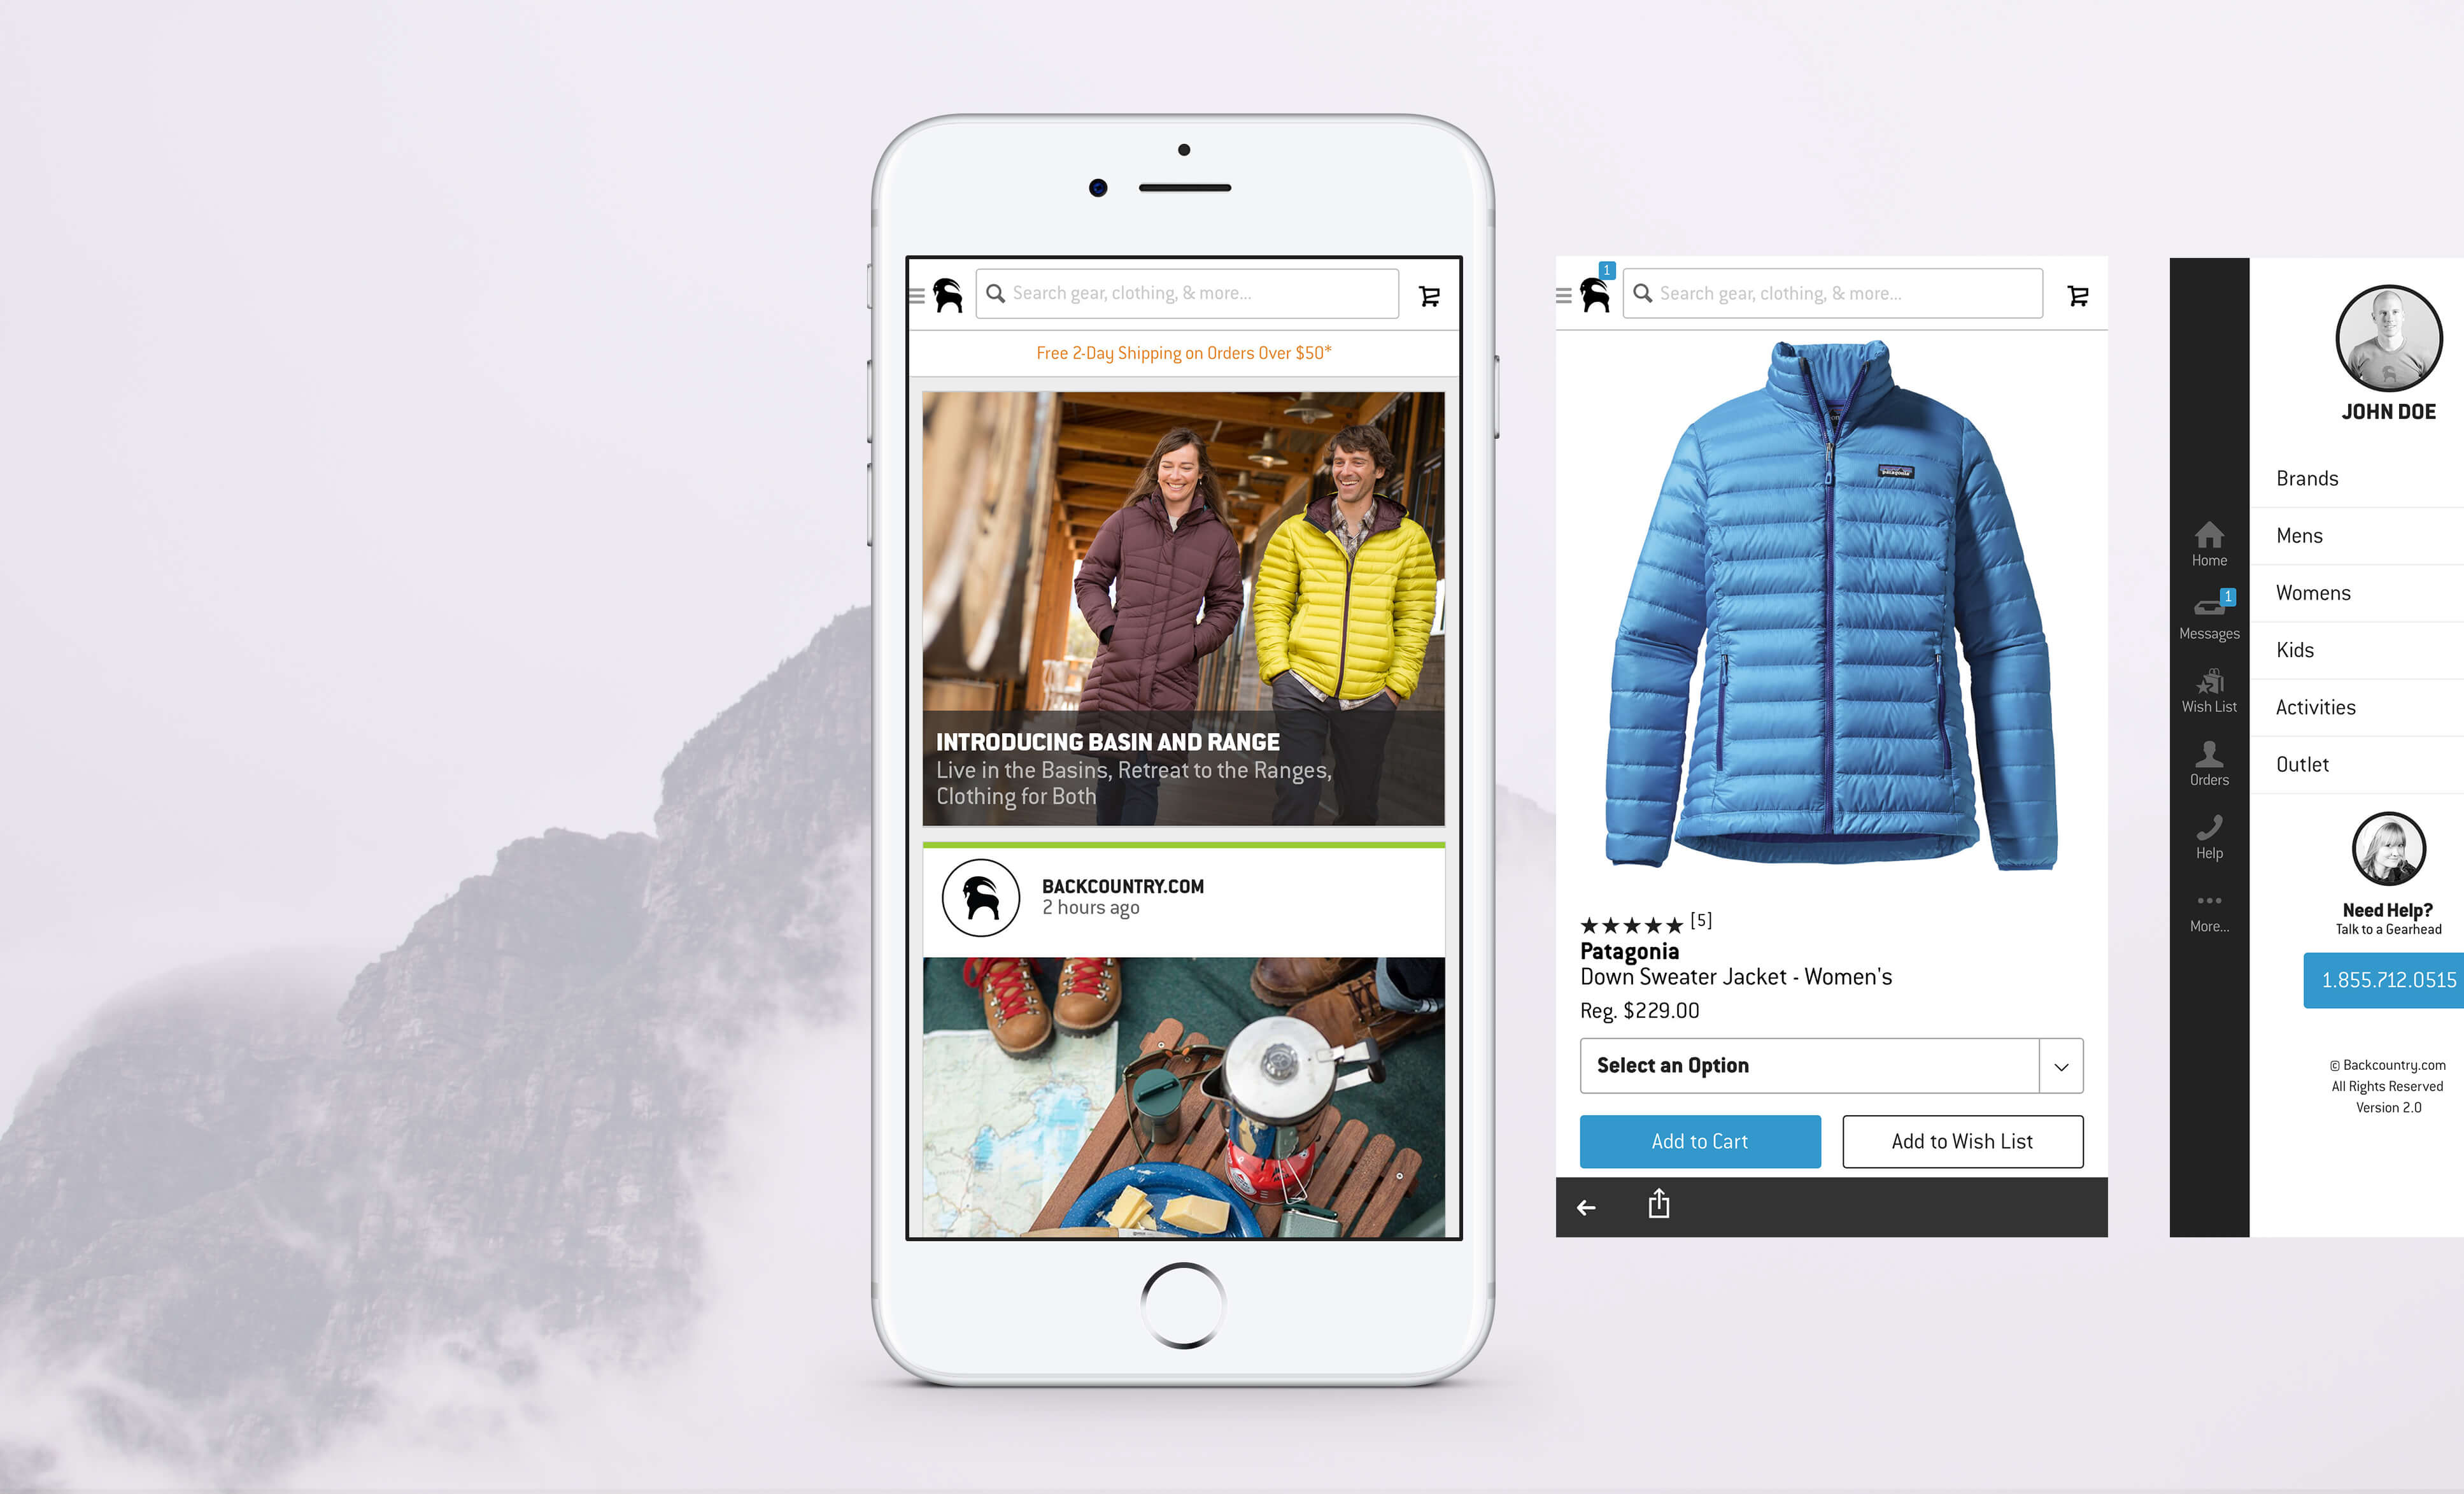 Search gear, clothing, & more...
Free 2-Day Shipping on Orders Over $50*
INTRODUCING BASIN AND RANGE
Live in the Basins, Retreat to the Ranges,
Clothing for Both
BACKCOUNTRY.COM
2 hours ago
1
Search gear, clothing, & more...
patagonia
[5]
Patagonia
Down Sweater Jacket - Women's
Reg. $229.00
Select an Option
Add to Cart
Add to Wish List
Home
1
Messages
Wish List
Orders
Help
More...
JOHN DOE
Brands
Mens
Womens
Kids
Activities
Outlet
Need Help?
Talk to a Gearhead
1.855.712.0515
© Backcountry.com
All Rights Reserved
Version 2.0